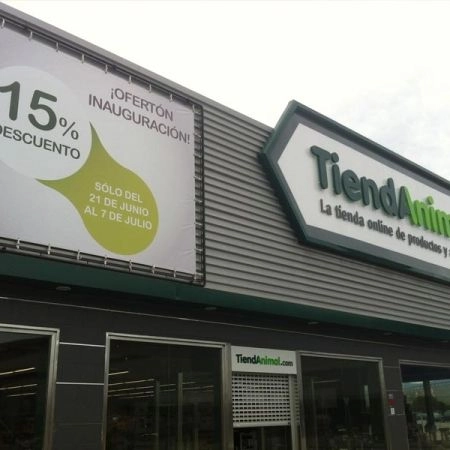 ¡OFERTÓN
INAUGURACIÓN!
15%
DESCUENTO
SÓLO DEL
21 DE JUNIO
AL 7 DE JULIO
TiendAnim
La tienda online de productos y
TiendAnimal.com